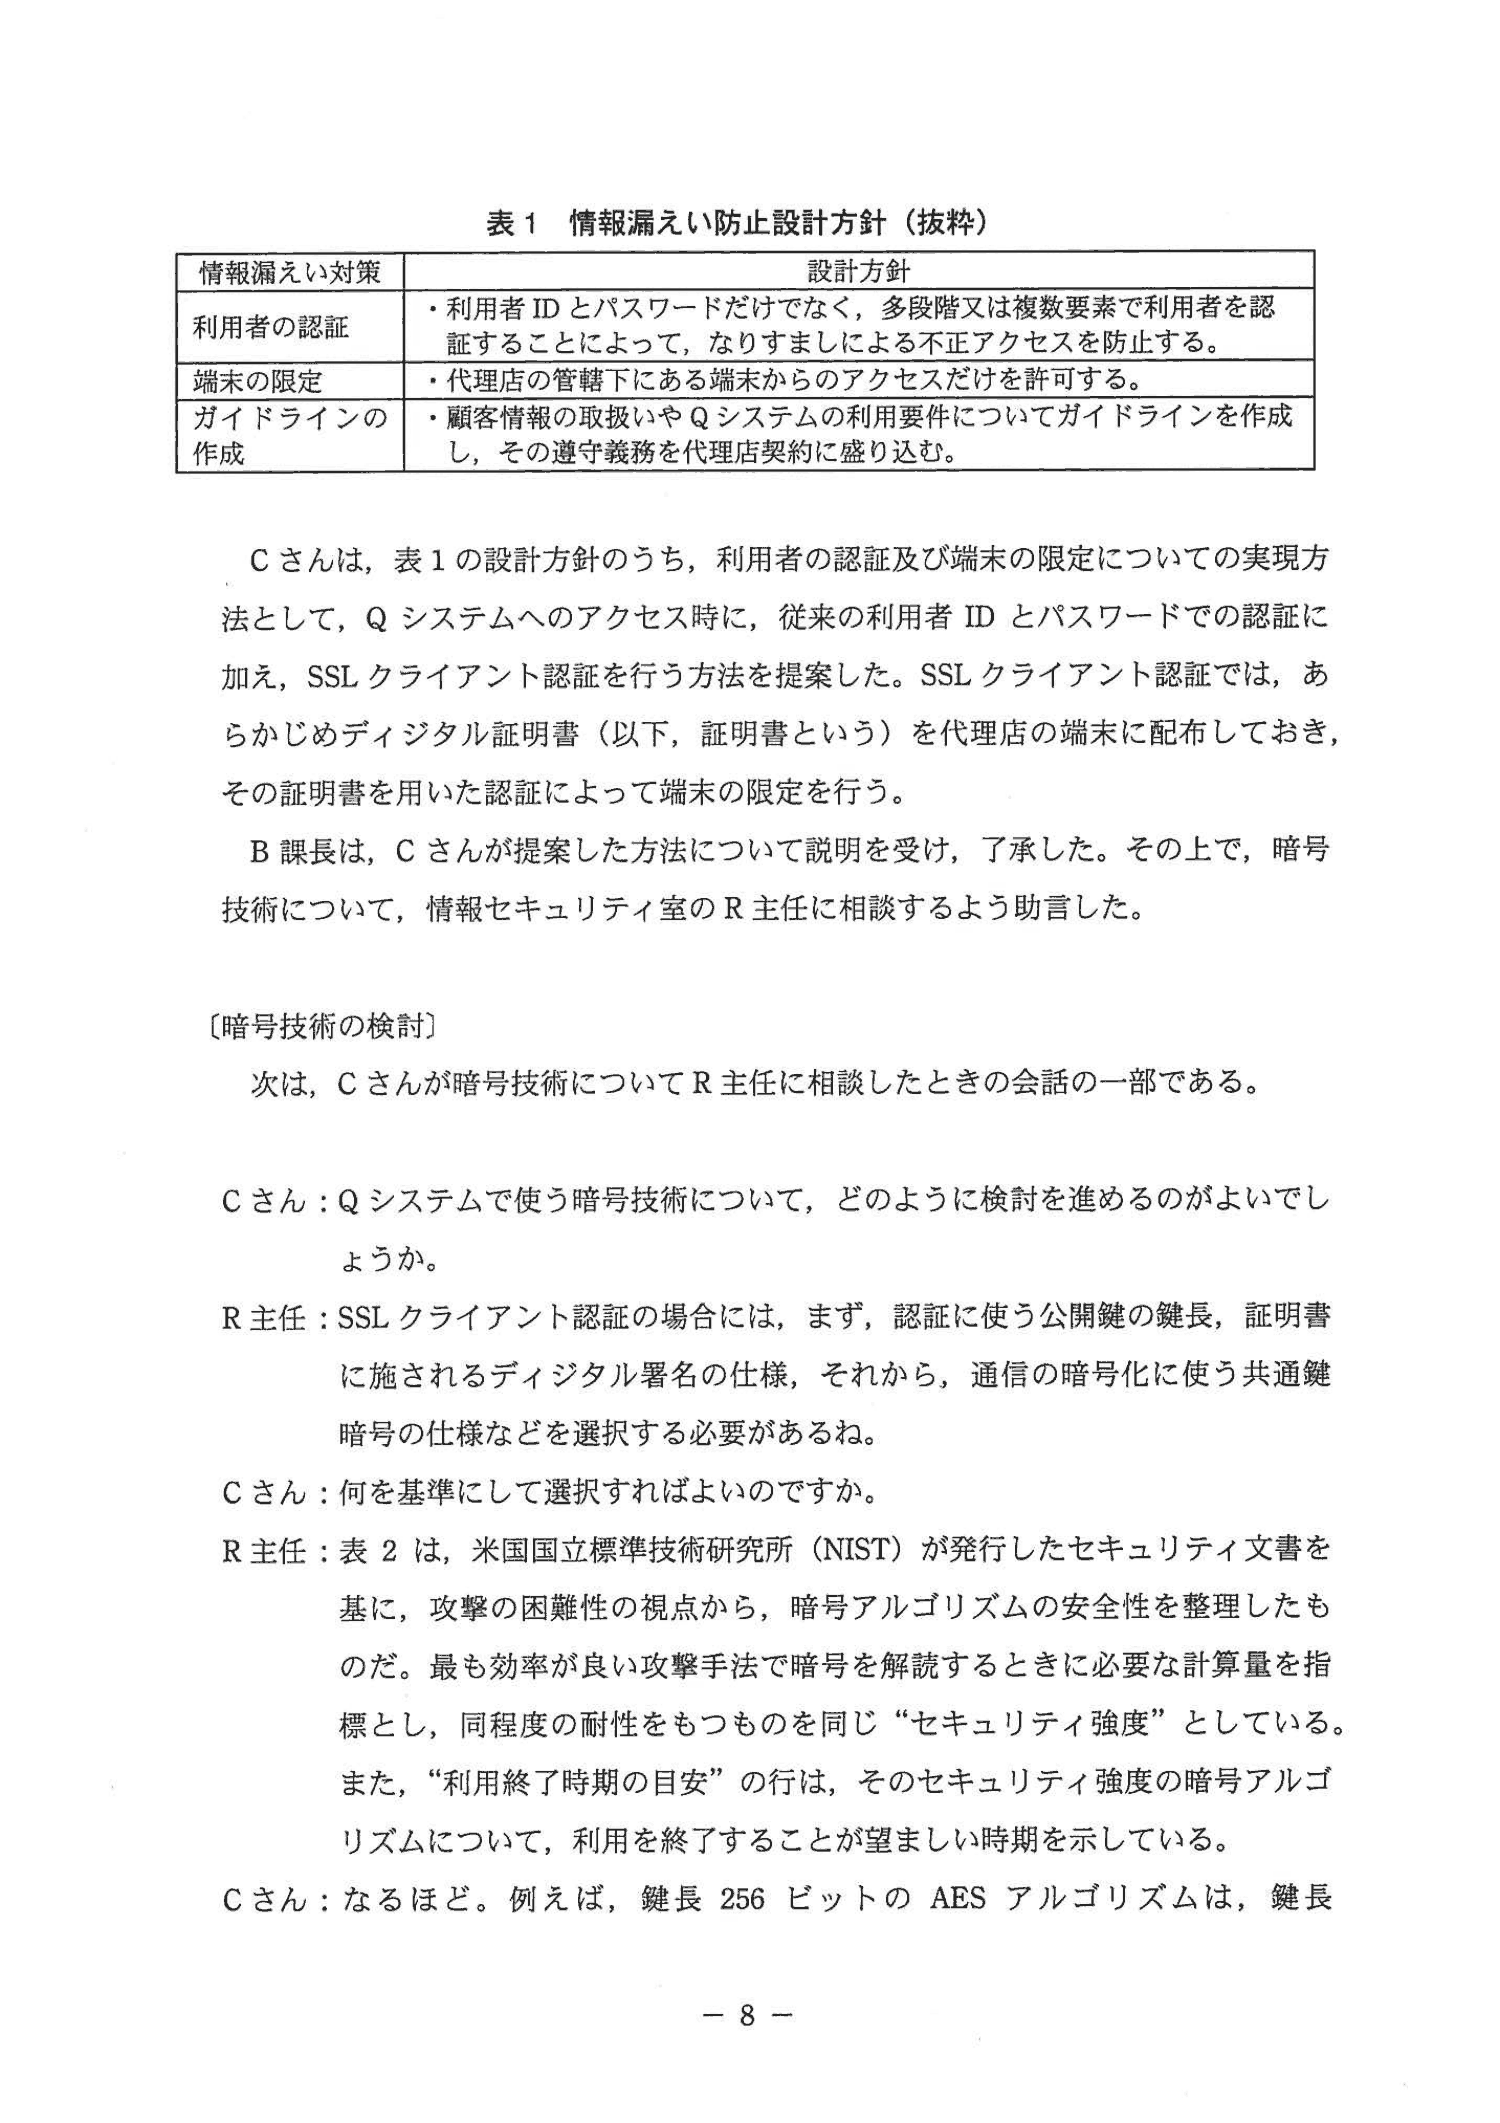 表1 情報漏えい防止設計方針（抜粋）
情報漏えい対策 設計方針
利用者の認証 ・利用者 ID とパスワードだけでなく，多段階又は複数要素で利用者を認
証することによって，なりすましによる不正アクセスを防止する。
端末の限定 ・代理店の管轄下にある端末からのアクセスだけを許可する。
ガイドラインの ・顧客情報の取扱いや Q システムの利用要件についてガイドラインを作成
作成 し，その遵守義務を代理店契約に盛り込む。
C さんは，表 1 の設計方針のうち，利用者の認証及び端末の限定についての実現方
法として，Q システムへのアクセス時に，従来の利用者 ID とパスワードでの認証に
加え，SSL クライアント認証を行う方法を提案した。SSL クライアント認証では，あ
らかじめディジタル証明書（以下，証明書という）を代理店の端末に配布しておき，
その証明書を用いた認証によって端末の限定を行う。
B 課長は，C さんが提案した方法について説明を受け，了承した。その上で，暗号
技術について，情報セキュリティ室の R 主任に相談するよう助言した。
〔暗号技術の検討〕
次は，C さんが暗号技術について R 主任に相談したときの会話の一部である。
C さん：Q システムで使う暗号技術について，どのように検討を進めるのがよいでし
ょうか。
R 主任：SSL クライアント認証の場合には，まず，認証に使う公開鍵の鍵長，証明書
に施されるディジタル署名の仕様，それから，通信の暗号化に使う共通鍵
暗号の仕様などを選択する必要があるね。
C さん：何を基準にして選択すればよいのですか。
R 主任：表 2 は，米国国立標準技術研究所（NIST）が発行したセキュリティ文書を
基に，攻撃の困難性の視点から，暗号アルゴリズムの安全性を整理したも
のだ。最も効率が良い攻撃手法で暗号を解読するときに必要な計算量を指
標とし，同程度の耐性をもつものを同じ“セキュリティ強度”としている。
また，“利用終了時期の目安”の行は，そのセキュリティ強度の暗号アルゴ
リズムについて，利用を終了することが望ましい時期を示している。
C さん：なるほど。例えば，鍵長 256 ビットの AES アルゴリズムは，鍵長
－ 8 －